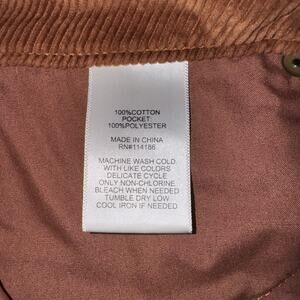 100%COTTON
POCKET
100%POLYESTER
MADE IN CHINA
RN#114186
MACHINE WASH COLD
WITH LIKE COLORS
DELICATE CYCLE
ONLY NON-CHLORINE
BLEACH WHEN NEEDED
TUMBLE DRY LOW
COOL IRON IF NEEDED